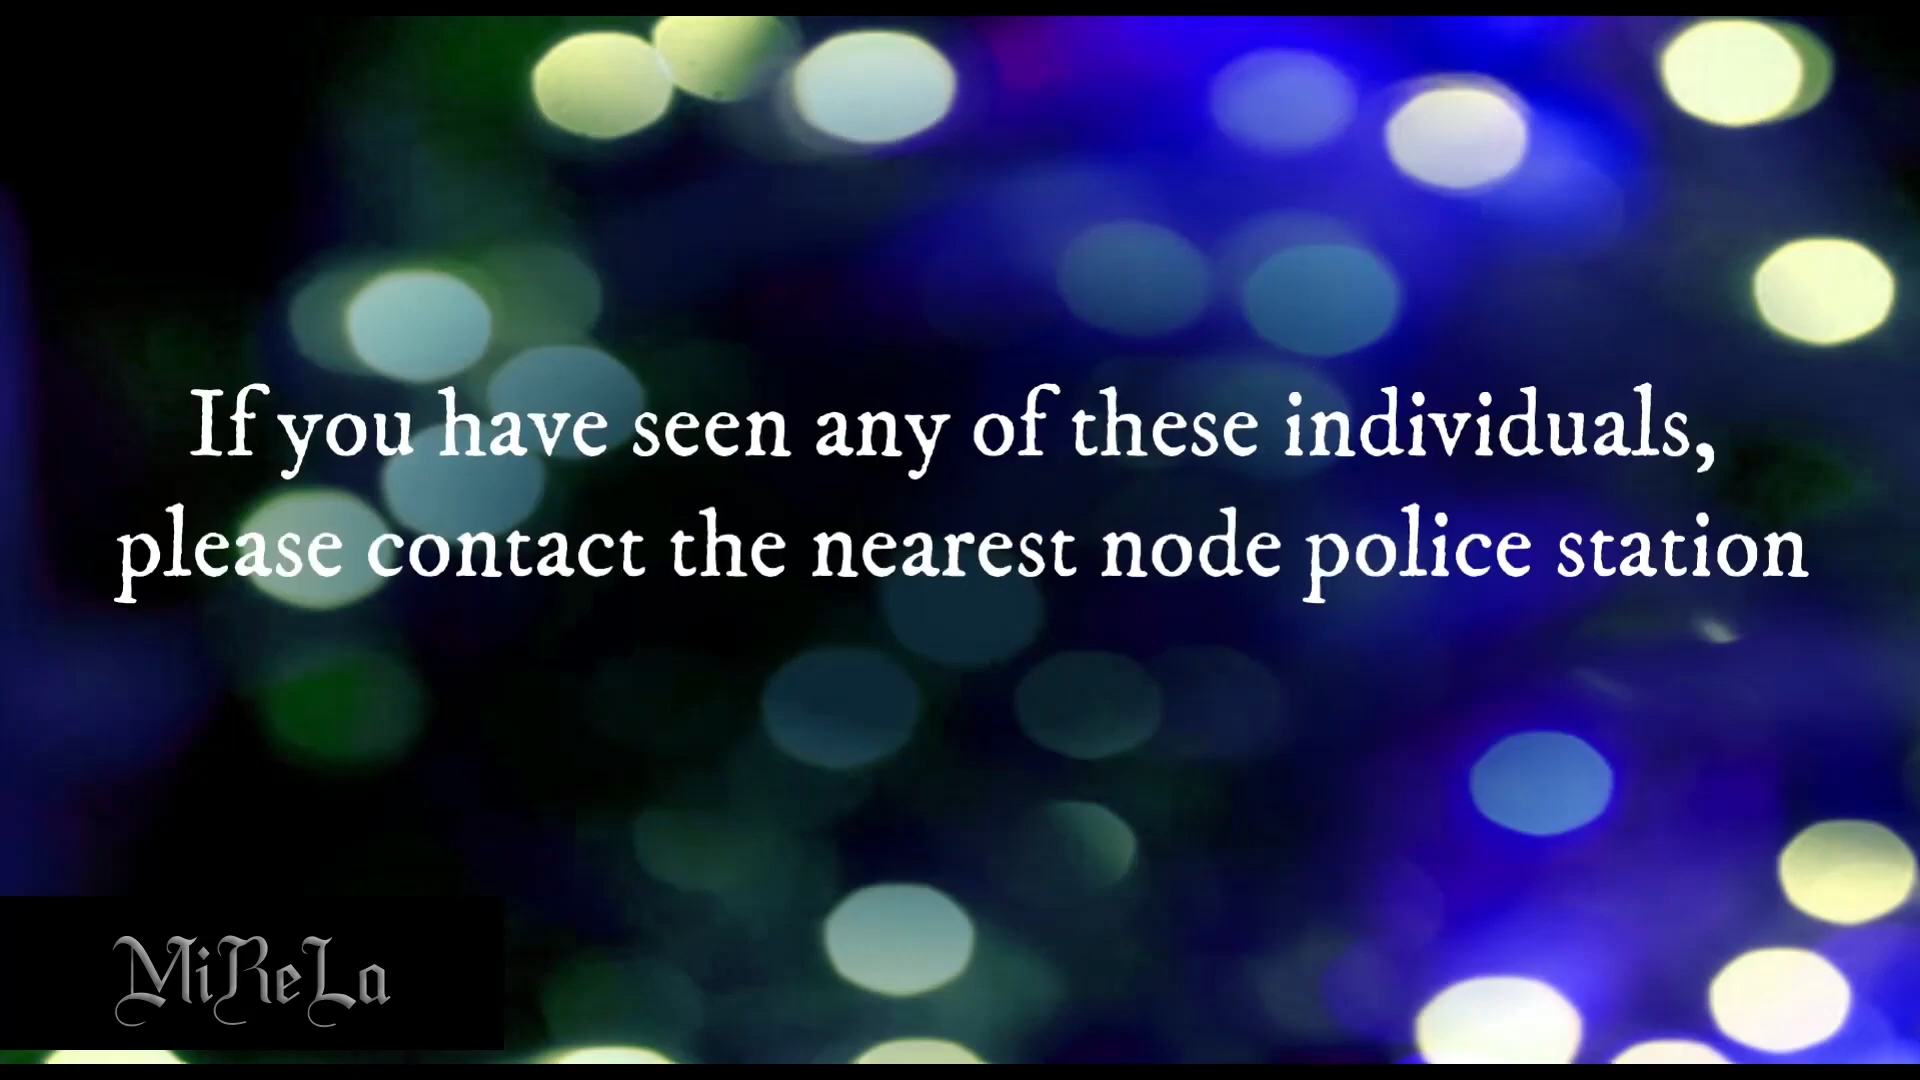 If you have seen any of these individuals,
please contact the nearest node police station
MiReLa